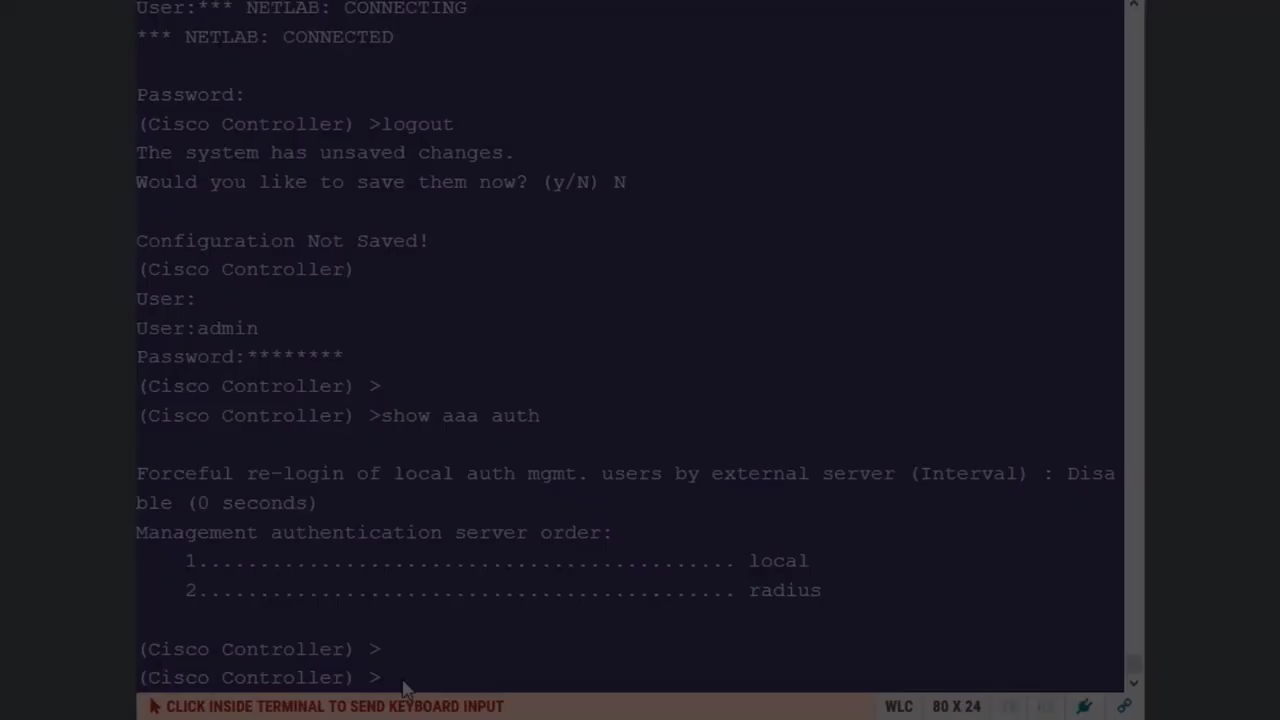 User:*** NETLAB: CONNECTING
*** NETLAB: CONNECTED
Password:
(Cisco Controller) >logout
The system has unsaved changes.
Would you like to save them now? (y/N) N
Configuration Not Saved!
(Cisco Controller)
User:
User:admin
Password:********
(Cisco Controller) >
(Cisco Controller) >show aaa auth
Forceful re-login of local auth mgmt. users by external server (Interval) : Disa
ble (0 seconds)
Management authentication server order:
1............................................ local
2............................................ radius
(Cisco Controller) >
(Cisco Controller) >
CLICK INSIDE TERMINAL TO SEND KEYBOARD INPUT WLC 80 X 24